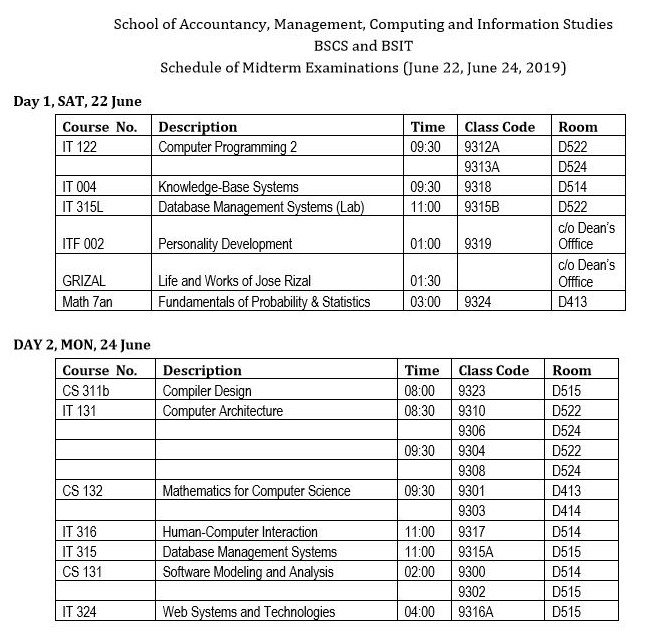 School of Accountancy, Management, Computing and Information Studies
BSCS and BSIT
Schedule of Midterm Examinations (June 22, June 24, 2019)
Day 1, SAT, 22 June
Course No. Description Time Class Code Room
IT 122 Computer Programming 2 09:30 9312A D522
9313A D524
IT 004 Knowledge-Base Systems 09:30 9318 D514
IT 315L Database Management Systems (Lab) 11:00 9315B D522
c/o Dean's
ITF 002 Personality Development 01:00 9319 Offfice
c/o Dean's
GRIZAL Life and Works of Jose Rizal 01:30 Offfice
Math 7an Fundamentals of Probability & Statistics 03:00 9324 D413
DAY 2, MON, 24 June
Course No. Description Time Class Code Room
CS 311b Compiler Design 08:00 9323 D515
IT 131 Computer Architecture 08:30 9310 D522
9306 D524
09:30 9304 D522
9308 D524
CS 132 Mathematics for Computer Science 09:30 9301 D413
9303 D414
IT 316 Human-Computer Interaction 11:00 9317 D514
IT 315 Database Management Systems 11:00 9315A D515
CS 131 Software Modeling and Analysis 02:00 9300 D514
9302 D515
IT 324 Web Systems and Technologies 04:00 9316A D515